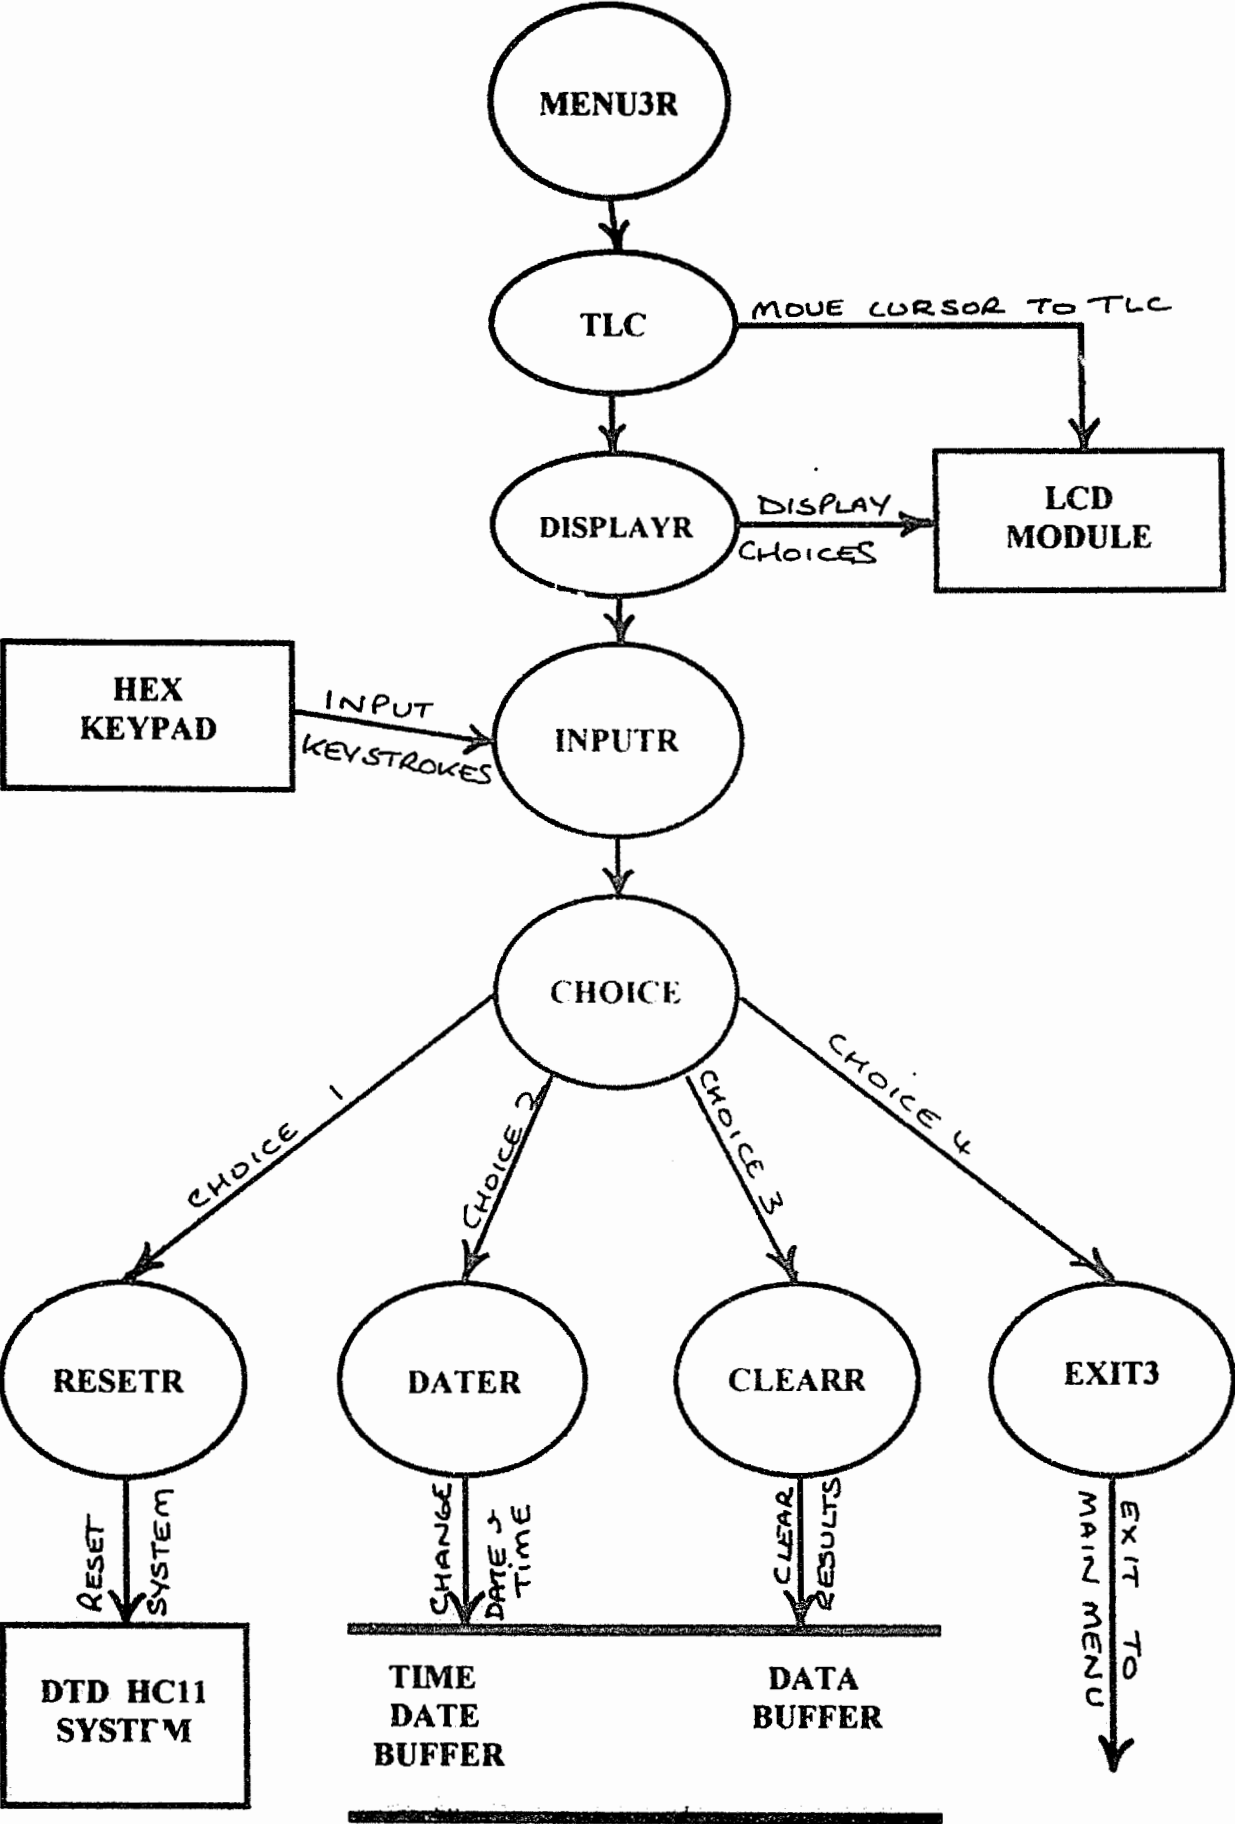 MENU3R
TLC
MOVE CURSOR TO TLC
DISPLAYR
DISPLAY
CHOICES
LCD
MODULE
HEX
KEYPAD
INPUT
KEYSTROKES
INPUTR
CHOICE
CHOICE 1
CHOICE 2
CHOICE 3
CHOICE 4
RESETR
DATER
CLEARR
EXIT3
RESET
SYSTEM
CHANGE
DATE &
TIME
CLEAR
RESULTS
EXIT TO
MAIN MENU
DTD HC11
SYSTEM
TIME
DATE
BUFFER
DATA
BUFFER